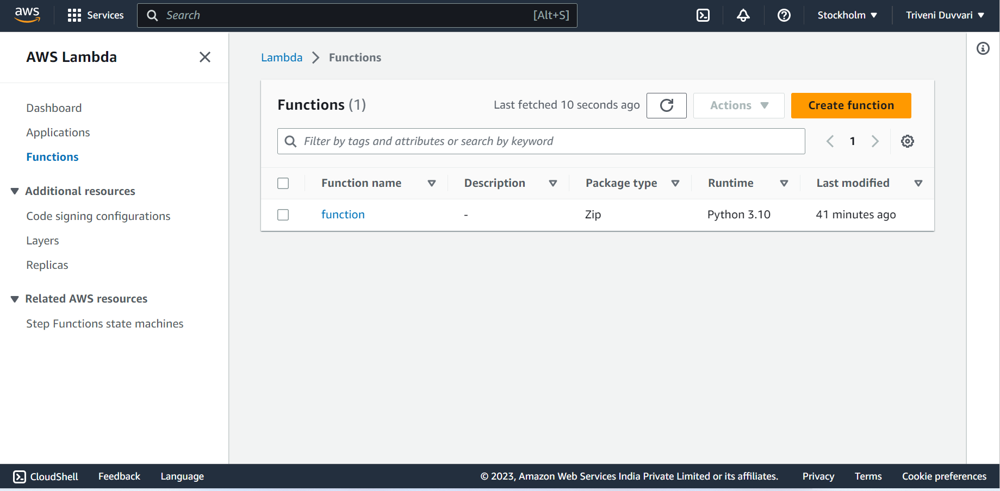 aws Services Search [Alt+S] Stockholm Triveni Duvvari
AWS Lambda
Dashboard
Applications
Functions
Additional resources
Code signing configurations
Layers
Replicas
Related AWS resources
Step Functions state machines
Lambda Functions
Functions (1) Last fetched 10 seconds ago Actions Create function
Filter by tags and attributes or search by keyword 1
Function name Description Package type Runtime Last modified
function - Zip Python 3.10 41 minutes ago
CloudShell Feedback Language © 2023, Amazon Web Services India Private Limited or its affiliates. Privacy Terms Cookie preferences